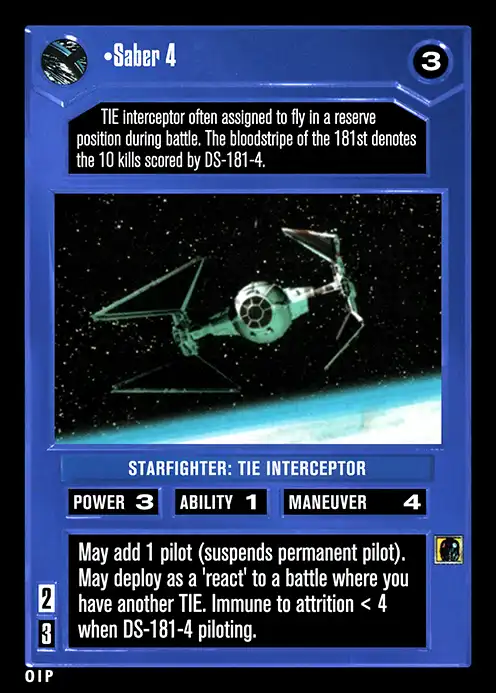 •Saber 4
3
TIE interceptor often assigned to fly in a reserve
position during battle. The bloodstripe of the 181st denotes
the 10 kills scored by DS-181-4.
STARFIGHTER: TIE INTERCEPTOR
POWER 3 ABILITY 1 MANEUVER 4
May add 1 pilot (suspends permanent pilot).
May deploy as a 'react' to a battle where you
have another TIE. Immune to attrition < 4
when DS-181-4 piloting.
2
3
OIP